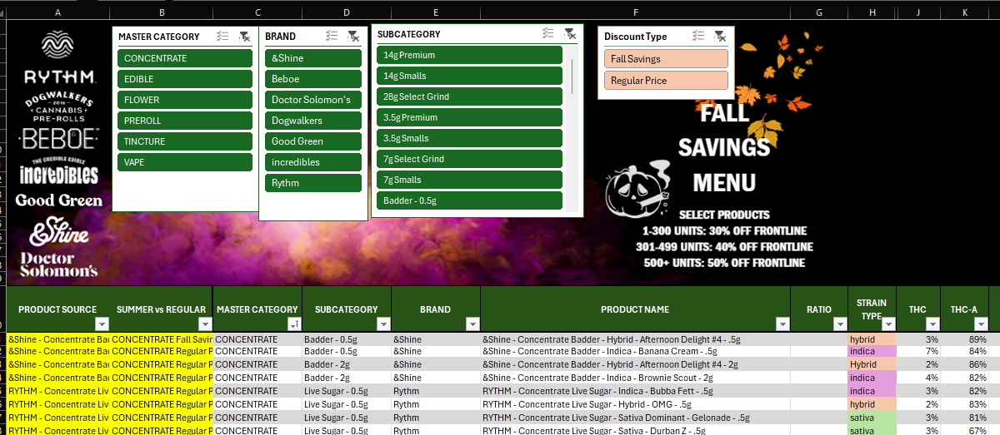 A B C D E F G H J K
RYTHM
DOGWALKERS
2016
CANNABIS
PRE-ROLLS
BEBOE
THE CREDIBLE EDIBLE
incredibles
Good Green
&Shine
Doctor
Solomon's
MASTER CATEGORY
CONCENTRATE
EDIBLE
FLOWER
PREROLL
TINCTURE
VAPE
BRAND
&Shine
Beboe
Doctor Solomon's
Dogwalkers
Good Green
incredibles
Rythm
SUBCATEGORY
14g Premium
14g Smalls
28g Select Grind
3.5g Premium
3.5g Smalls
7g Select Grind
7g Smalls
Badder - 0.5g
Discount Type
Fall Savings
Regular Price
FALL
SAVINGS
MENU
SELECT PRODUCTS
1-300 UNITS: 30% OFF FRONTLINE
301-499 UNITS: 40% OFF FRONTLINE
500+ UNITS: 50% OFF FRONTLINE
PRODUCT SOURCE SUMMER vs REGULAR MASTER CATEGORY SUBCATEGORY BRAND PRODUCT NAME RATIO STRAIN TYPE THC THC-A
&Shine - Concentrate Bad CONCENTRATE Fall Savin CONCENTRATE Badder - 0.5g &Shine &Shine - Concentrate Badder - Hybrid - Afternoon Delight #4 - .5g hybrid 3% 89%
&Shine - Concentrate Bad CONCENTRATE Regular P CONCENTRATE Badder - 0.5g &Shine &Shine - Concentrate Badder - Indica - Banana Cream - .5g indica 7% 84%
&Shine - Concentrate Bad CONCENTRATE Regular P CONCENTRATE Badder - 2g &Shine &Shine - Concentrate Badder - Hybrid - Afternoon Delight #4 - 2g Hybrid 2% 86%
&Shine - Concentrate Bad CONCENTRATE Regular P CONCENTRATE Badder - 2g &Shine &Shine - Concentrate Badder - Indica - Brownie Scout - 2g indica 4% 82%
RYTHM - Concentrate Liv CONCENTRATE Regular P CONCENTRATE Live Sugar - 0.5g Rythm RYTHM - Concentrate Live Sugar - Indica - Bubba Fett - .5g indica 3% 82%
RYTHM - Concentrate Liv CONCENTRATE Regular P CONCENTRATE Live Sugar - 0.5g Rythm RYTHM - Concentrate Live Sugar - Hybrid - OMG - .5g hybrid 2% 83%
RYTHM - Concentrate Liv CONCENTRATE Regular P CONCENTRATE Live Sugar - 0.5g Rythm RYTHM - Concentrate Live Sugar - Sativa Dominant - Gelonade - .5g sativa 3% 81%
RYTHM - Concentrate Liv CONCENTRATE Regular P CONCENTRATE Live Sugar - 0.5g Rythm RYTHM - Concentrate Live Sugar - Sativa - Durban Z - .5g sativa 3% 67%